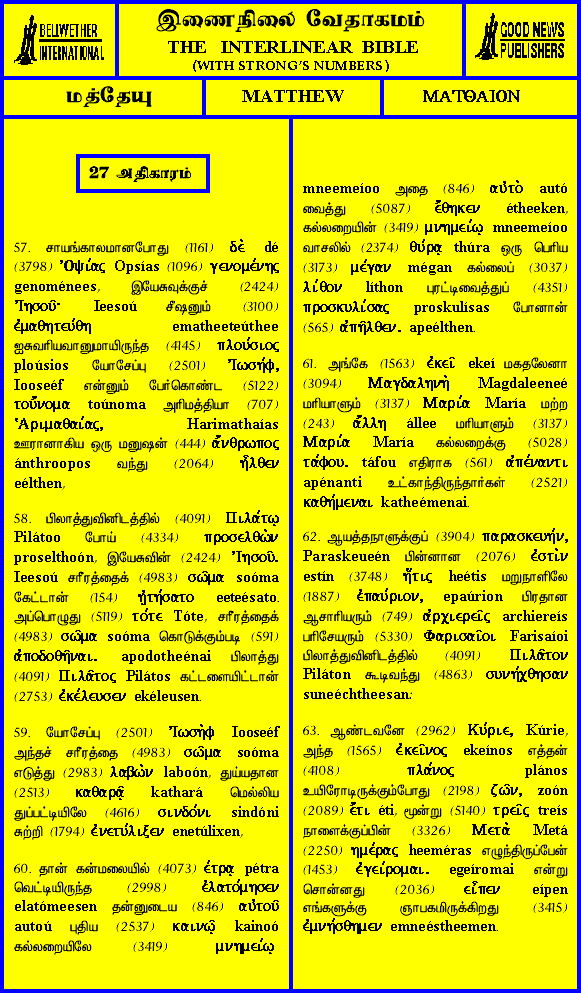 BELLWETHER
INTERNATIONAL
இணைநிலை வேதாகமம்
THE INTERLINEAR BIBLE
(WITH STRONG'S NUMBERS)
GOOD NEWS
PUBLISHERS
மத்தேயு
MATTHEW
ΜΑΤΘΑΙΟΝ
27 அதிகாரம்
57. சாயங்காலமானபோது (1161) δὲ dé
(3798) Ὀψίας Opsías (1096) γενομένης
genoménees, இயேசுவுக்குச் (2424)
Ἰησοῦ· Ieesoú சீஷனும் (3100)
ἐμαθητεύθη ematheeteúthee
ஐசுவரியவானுமாயிருந்த (4145) πλούσιος
ploúsios யோசேப்பு (2501) Ἰωσήφ,
Iooseéf என்னும் பேர்கொண்ட (5122)
τοὔνομα toúnoma அரிமத்தியா (707)
Ἁριμαθαίας, Harimathaías
ஊரானாகிய ஒரு மனுஷன் (444) ἄνθρωπος
ánthroopos வந்து (2064) ἦλθεν
eélthen,
58. பிலாத்துவினிடத்தில் (4091) Πιλάτῳ
Pilátoo போய் (4334) προσελθὼν
proselthoón, இயேசுவின் (2424) Ἰησοῦ.
Ieesoú சரீரத்தைக் (4983) σῶμα soóma
கேட்டான் (154) ᾐτήσατο eeteésato.
அப்பொழுது (5119) τότε Tóte, சரீரத்தைக்
(4983) σῶμα soóma கொடுக்கும்படி (591)
ἀποδοθῆναι. apodotheénai பிலாத்து
(4091) Πιλᾶτος Pilátos கட்டளையிட்டான்
(2753) ἐκέλευσεν ekéleusen.
59. யோசேப்பு (2501) Ἰωσὴφ Iooseéf
அந்தச் சரீரத்தை (4983) σῶμα soóma
எடுத்து (2983) λαβὼν laboón, துய்யதான
(2513) καθαρᾷ kathará மெல்லிய
துப்பட்டியிலே (4616) σινδόνι sindóni
சுற்றி (1794) ἐνετύλιξεν enetúlixen,
60. தான் கன்மலையில் (4073) έτρᾳ pétra
வெட்டியிருந்த (2998) ἐλατόμησεν
elatómeesen தன்னுடைய (846) αὐτοῦ
autoú புதிய (2537) καινῷ kainoó
கல்லறையிலே (3419) μνημείῳ
mneemeíoo அதை (846) αὐτὸ autó
வைத்து (5087) ἔθηκεν étheeken,
கல்லறையின் (3419) μνημείῳ mneemeíoo
வாசலில் (2374) θύρᾳ thúra ஒரு பெரிய
(3173) μέγαν mégan கல்லைப் (3037)
λίθον líthon புரட்டிவைத்துப் (4351)
προσκυλίσας proskulísas போனான்
(565) ἀπῆλθεν. apeélthen.
61. அங்கே (1563) ἐκεῖ ekeí மகதலேனா
(3094) Μαγδαληνὴ Magdaleeneé
மரியாளும் (3137) Μαρία María மற்ற
(243) ἄλλη állee மரியாளும் (3137)
Μαρία María கல்லறைக்கு (5028)
τάφου. táfou எதிராக (561) ἀπέναντι
apénanti உட்காந்திருந்தார்கள் (2521)
καθήμεναι katheémenai.
62. ஆயத்தநாளுக்குப் (3904) παρασκευήν,
Paraskeueén பின்னான (2076) ἐστὶν
estín (3748) ἥτις heétis மறுநாளிலே
(1887) ἐπαύριον, epaúrion பிரதான
ஆசாரியரும் (749) ἀρχιερεῖς archiereís
பரிசேயரும் (5330) Φαρισαῖοι Farisaíoi
பிலாத்துவினிடத்தில் (4091) Πιλᾶτον
Piláton கூடிவந்து (4863) συνήχθησαν
suneéchtheesan:
63. ஆண்டவனே (2962) Κύριε, Kúrie,
அந்த (1565) ἐκεῖνος ekeínos எத்தன்
(4108) πλάνος plános
உயிரோடிருக்கும்போது (2198) ζῶν, zoón
(2089) ἔτι éti, மூன்று (5140) τρεῖς treís
நாளைக்குப்பின் (3326) Μετὰ Metá
(2250) ημέρας heeméras எழுந்திருப்பேன்
(1453) ἐγείρομαι. egeíromai என்று
சொன்னது (2036) εἶπεν eípen
எங்களுக்கு ஞாபகமிருக்கிறது (3415)
ἐμνήσθημεν emneéstheemen.